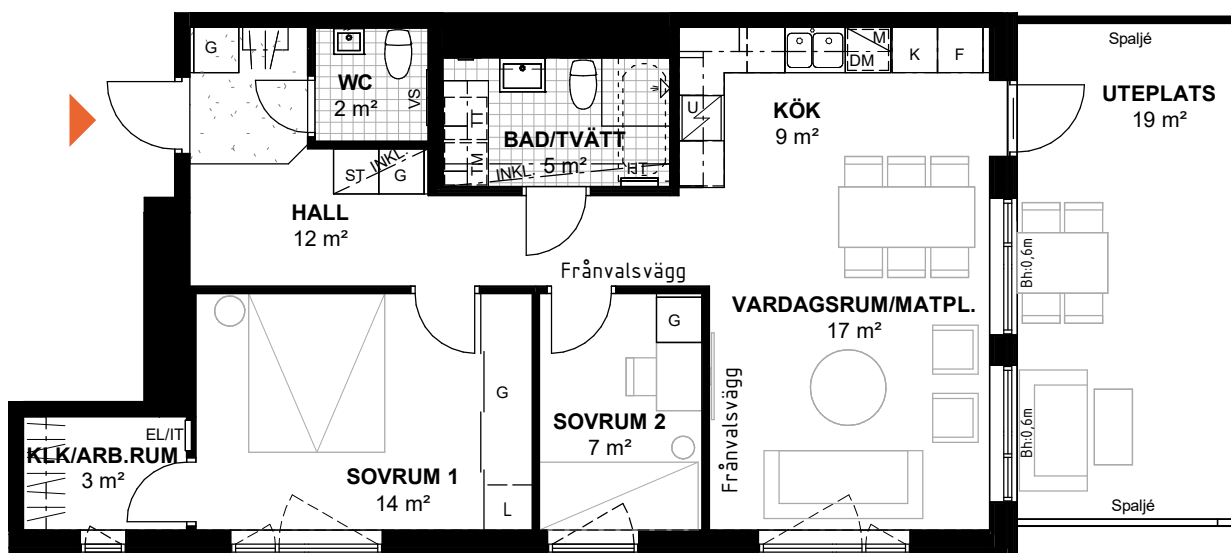 G
WC
2 m²
VS
BAD/TVÄTT
5 m²
TT
TM
INKL.
HT
U
M
DM
K
F
KÖK
9 m²
Spaljé
UTEPLATS
19 m²
ST
INKL.
G
HALL
12 m²
Frånvalsvägg
Bh:0,6m
VARDAGSRUM/MATPL.
17 m²
G
G
SOVRUM 2
7 m²
Frånvalsvägg
Bh:0,6m
EL/IT
KLK/ARB.RUM
3 m²
SOVRUM 1
14 m²
L
Spaljé